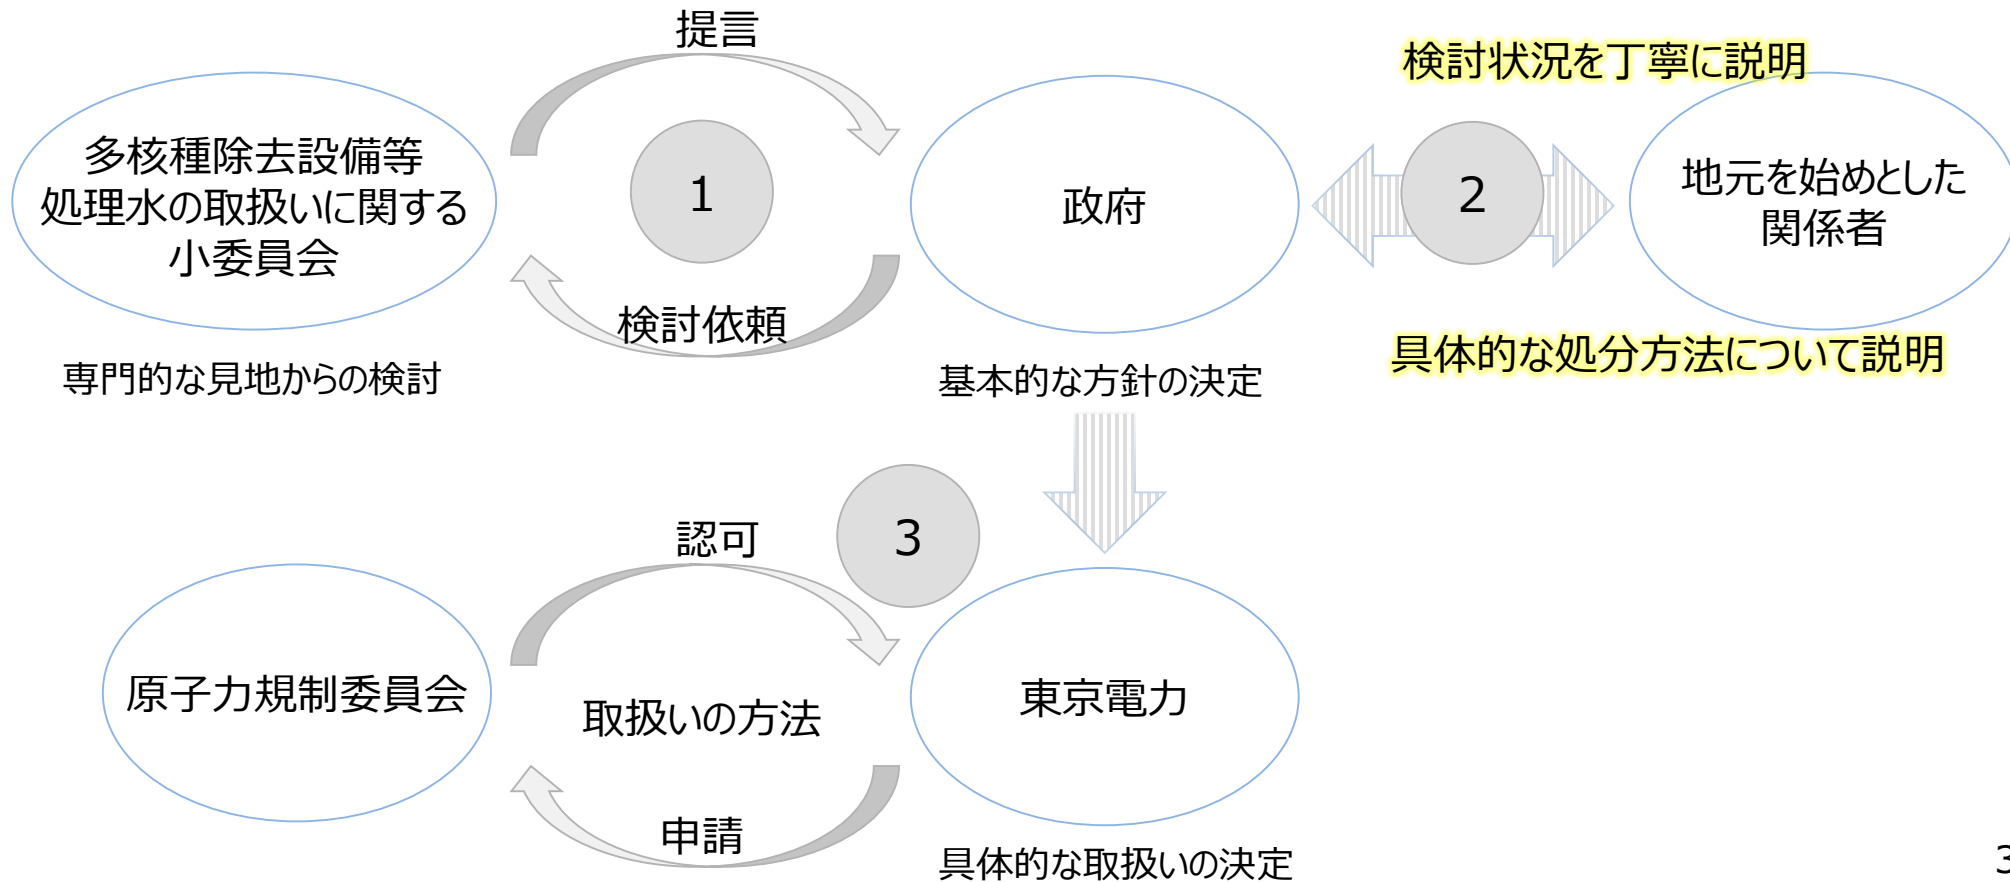 提言
検討状況を丁寧に説明
多核種除去設備等
処理水の取扱いに関する
小委員会
1
政府
2
地元を始めとした
関係者
検討依頼
専門的な見地からの検討
基本的な方針の決定
具体的な処分方法について説明
認可
3
原子力規制委員会
取扱いの方法
東京電力
申請
具体的な取扱いの決定
3